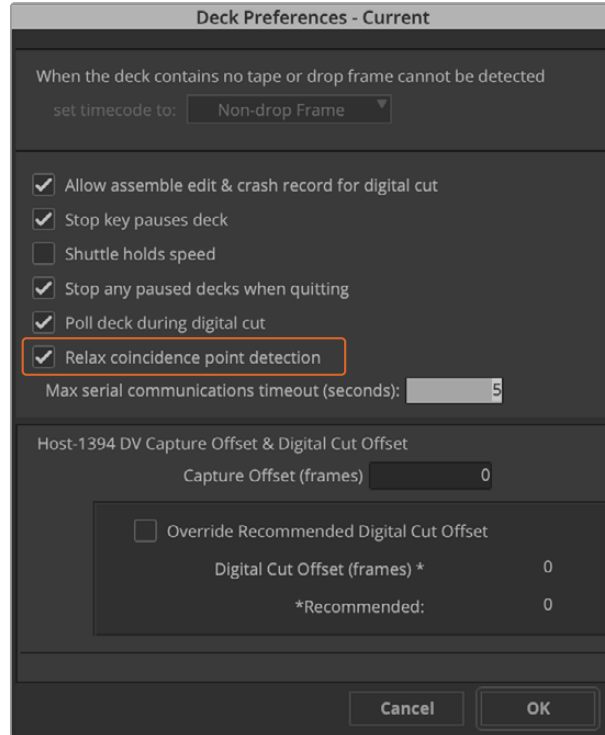 Deck Preferences - Current
When the deck contains no tape or drop frame cannot be detected
set timecode to: Non-drop Frame
Allow assemble edit & crash record for digital cut
Stop key pauses deck
Shuttle holds speed
Stop any paused decks when quitting
Poll deck during digital cut
Relax coincidence point detection
Max serial communications timeout (seconds): 5
Host-1394 DV Capture Offset & Digital Cut Offset
Capture Offset (frames) 0
Override Recommended Digital Cut Offset
Digital Cut Offset (frames) * 0
*Recommended: 0
Cancel OK